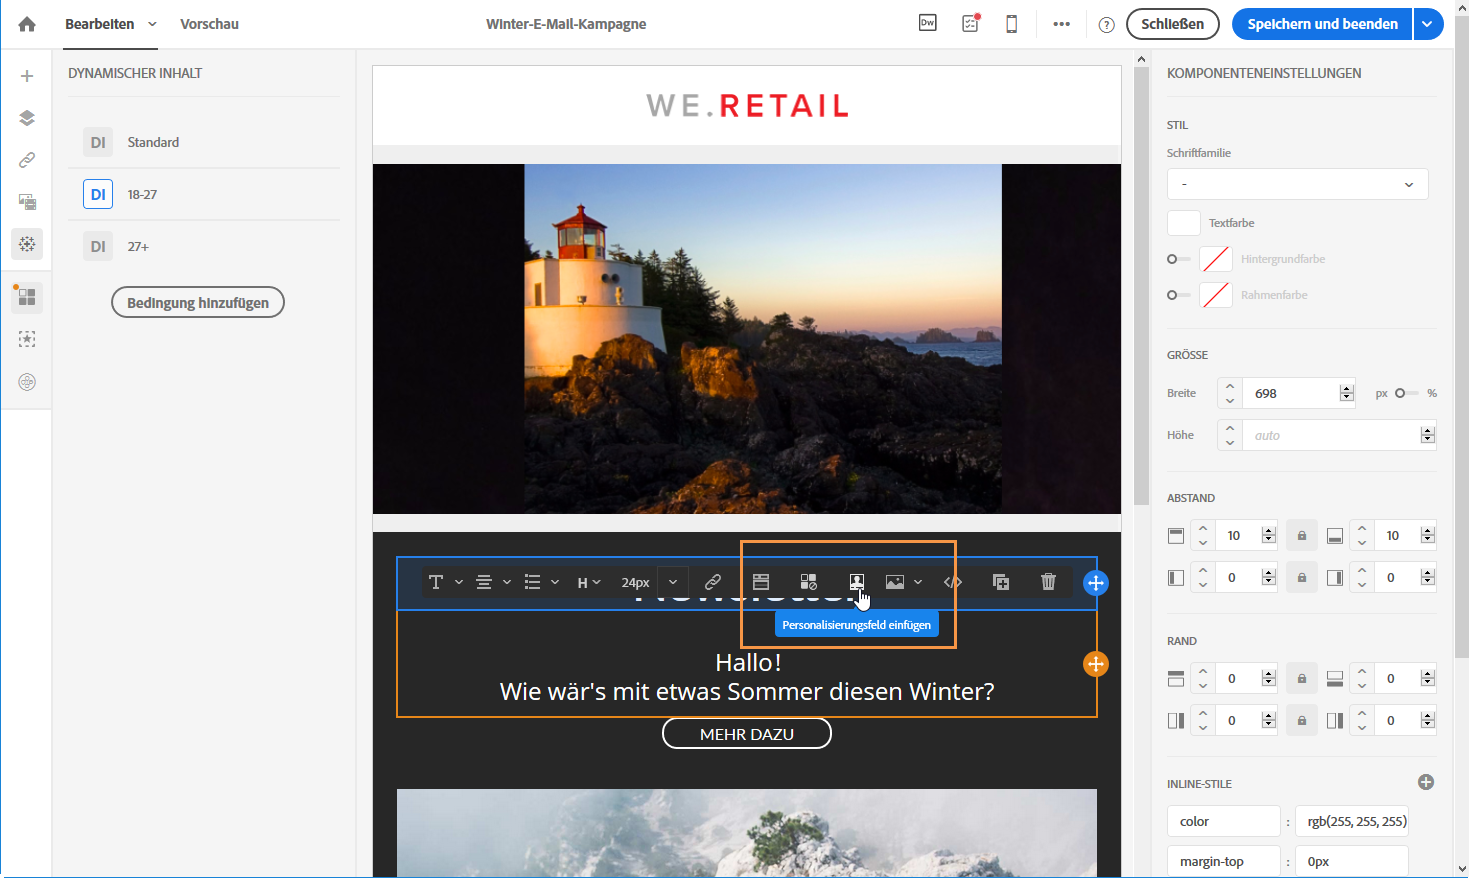 Bearbeiten
Vorschau
Winter-E-Mail-Kampagne
Dw
?
Schließen
Speichern und beenden
DYNAMISCHER INHALT
DI Standard
DI 18-27
DI 27+
Bedingung hinzufügen
WE.RETAIL
T
H
24px
</>
Personalisierungsfeld einfügen
Hallo!
Wie wär's mit etwas Sommer diesen Winter?
MEHR DAZU
KOMPONENTENEINSTELLUNGEN
STIL
Schriftfamilie
-
Textfarbe
Hintergrundfarbe
Rahmenfarbe
GRÖSSE
Breite 698 px %
Höhe auto
ABSTAND
10 10
0 0
RAND
0 0
0 0
INLINE-STILE
color : rgb(255, 255, 255)
margin-top : 0px